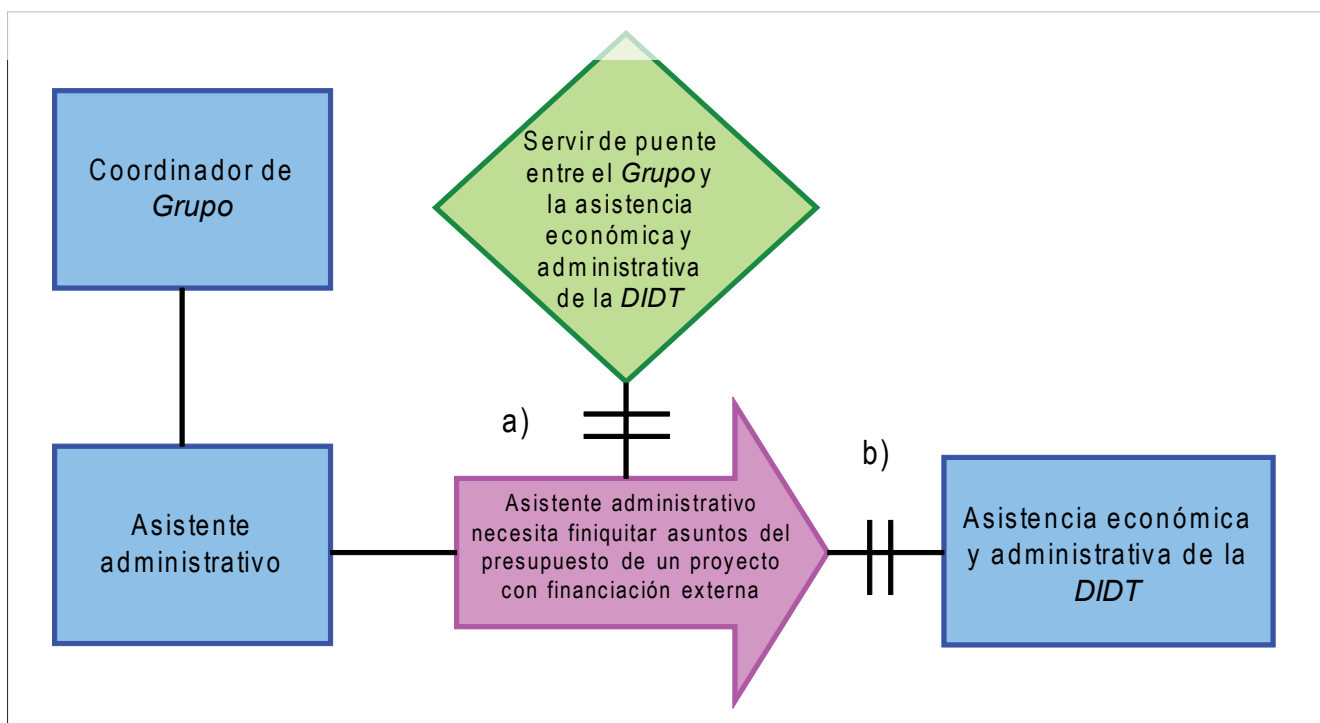 Coordinador de
Grupo
Servir de puente
entre el Grupo y
la asistencia
económica y
administrativa
de la DIDT
a)
b)
Asistente
administrativo
Asistente administrativo
necesita finiquitar asuntos del
presupuesto de un proyecto
con financiación externa
Asistencia económica
y administrativa de la
DIDT